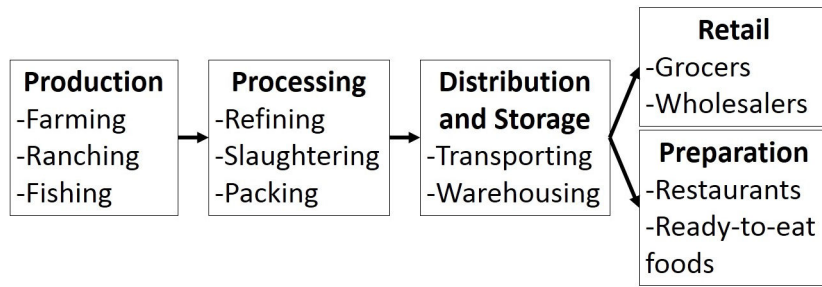 Production
-Farming
-Ranching
-Fishing
Processing
-Refining
-Slaughtering
-Packing
Distribution
and Storage
-Transporting
-Warehousing
Retail
-Grocers
-Wholesalers
Preparation
-Restaurants
-Ready-to-eat
foods